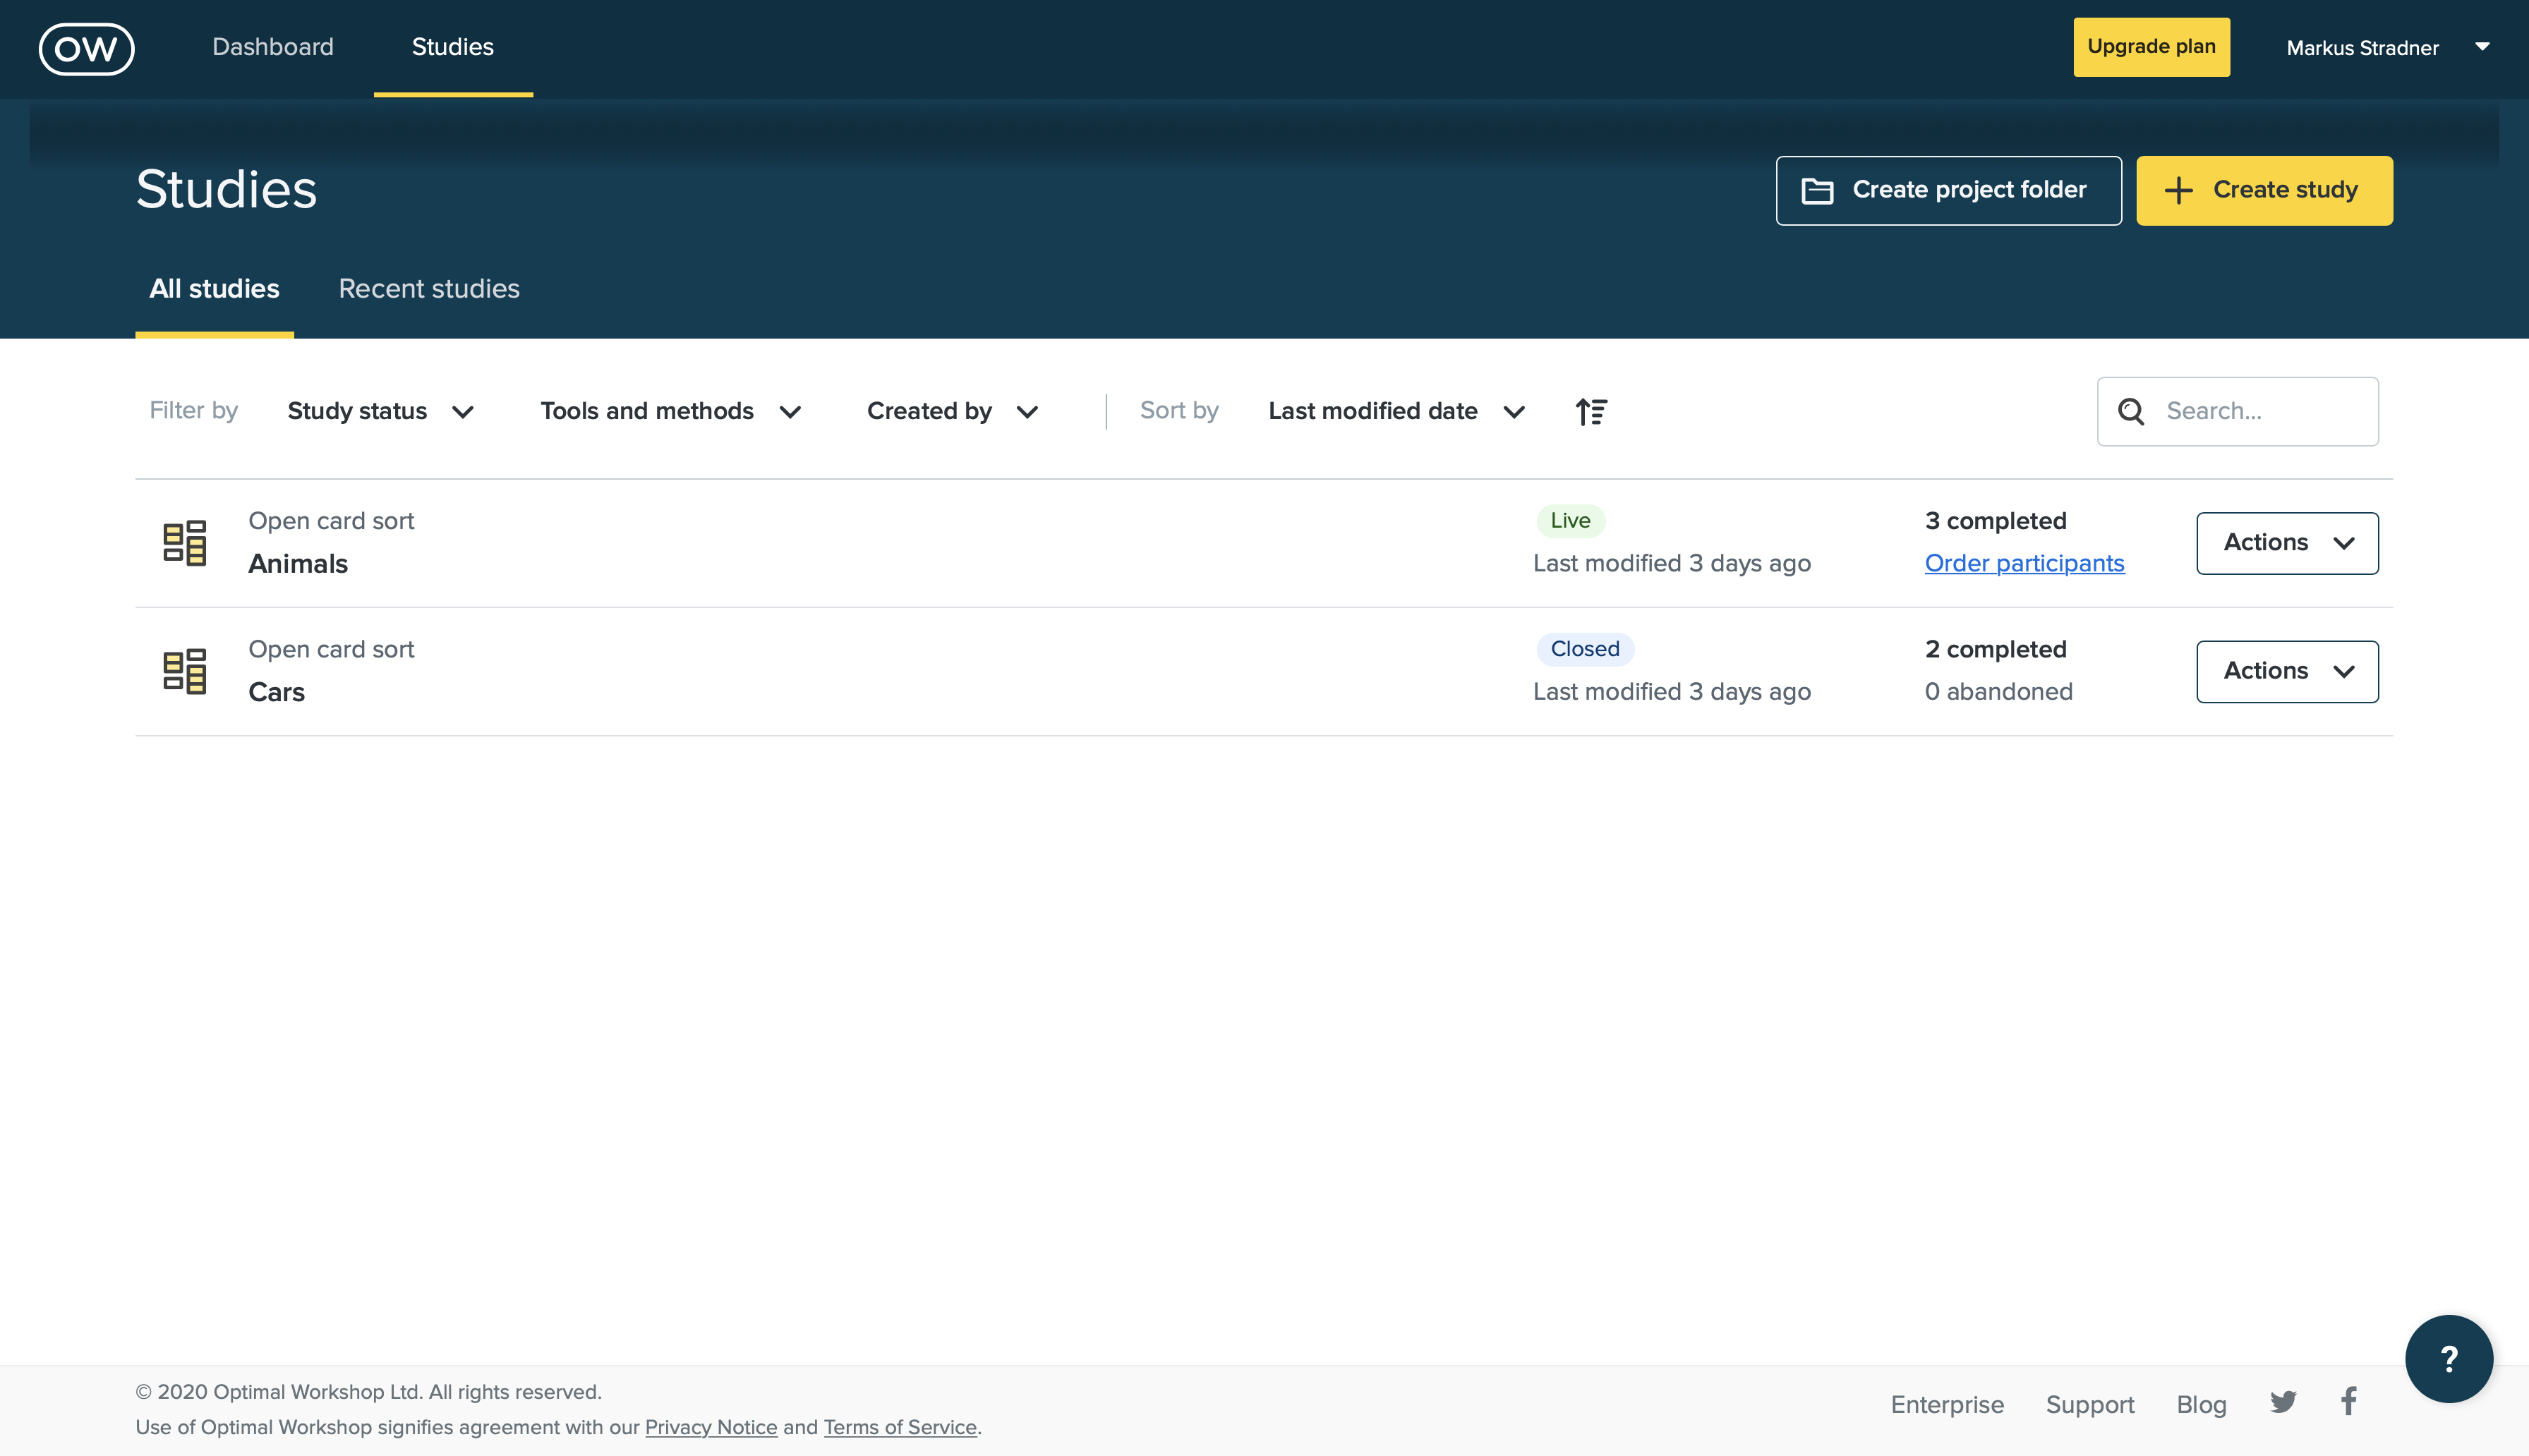 OW Dashboard Studies Upgrade plan Markus Stradner
Studies Create project folder Create study
All studies Recent studies
Filter by Study status Tools and methods Created by Sort by Last modified date Search...
Open card sort Live 3 completed
Animals Last modified 3 days ago Order participants Actions
Open card sort Closed 2 completed
Cars Last modified 3 days ago 0 abandoned Actions
?
© 2020 Optimal Workshop Ltd. All rights reserved.
Use of Optimal Workshop signifies agreement with our Privacy Notice and Terms of Service.
Enterprise Support Blog